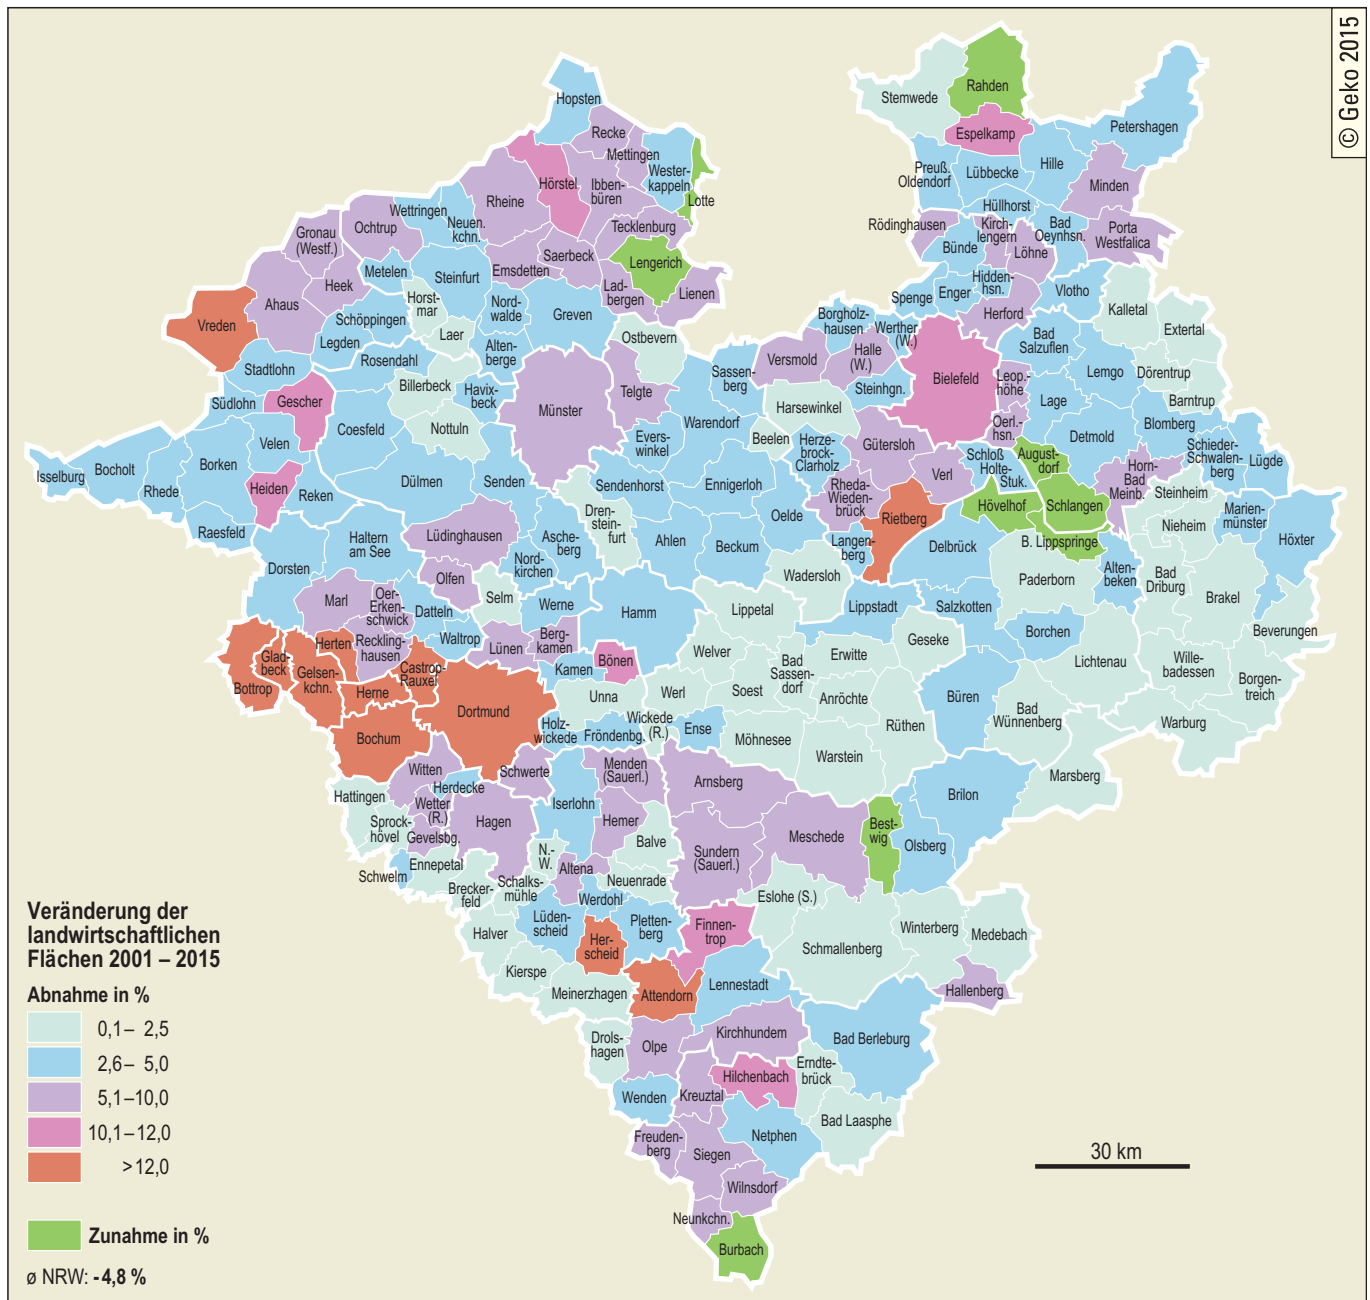 © Geko 2015
Rahden
Stemwede
Espelkamp
Petershagen
Hopsten
Recke
Mettingen
Wester-
kappeln
Lotte
Hörstel
Ibben-
büren
Rheine
Tecklenburg
Wettringen
Neuen.
kchn.
Ochtrup
Gronau
(Westf.)
Saerbeck
Emsdetten
Lengerich
Lad-
bergen
Lienen
Preuß.
Oldendorf
Lübbecke
Hille
Minden
Hüllhorst
Rödinghausen
Kirch-
lengern
Bad
Oeynhsn.
Porta
Westfalica
Bünde
Löhne
Hidden-
hsn.
Spenge
Enger
Vlotho
Herford
Kalletal
Extertal
Metelen
Steinfurt
Heek
Ahaus
Vreden
Horst-
mar
Schöppingen
Nord-
walde
Greven
Laer
Legden
Alten-
berge
Ostbevern
Rosendahl
Stadtlohn
Billerbeck
Havix-
beck
Münster
Telgte
Sassen-
berg
Versmold
Borgholz-
hausen
Werther
(W.)
Halle
(W.)
Steinhgn.
Bielefeld
Leop.-
höhe
Bad
Salzuflen
Lemgo
Dörentrup
Barntrup
Lage
Südlohn
Gescher
Coesfeld
Nottuln
Velen
Borken
Bocholt
Isselburg
Rhede
Heiden
Reken
Raesfeld
Dülmen
Senden
Warendorf
Evers-
winkel
Beelen
Harsewinkel
Herze-
brock-
Clarholz
Gütersloh
Oerl.-
hsn.
Detmold
Blomberg
Schieder-
Schwalen-
berg
Lügde
Verl
Schloß
Holte-
Stuk.
August-
dorf
Horn-
Bad
Meinb.
Steinheim
Sendenhorst
Ennigerloh
Oelde
Rheda-
Wieden-
brück
Rietberg
Hövelhof
Schlangen
Nieheim
Marien-
münster
Höxter
Dren-
stein-
furt
Lüdinghausen
Asche-
berg
Haltern
am See
Dorsten
Ahlen
Beckum
Langen-
berg
Delbrück
B. Lippspringe
Nord-
kirchen
Olfen
Selm
Wadersloh
Paderborn
Alten-
beken
Bad
Driburg
Brakel
Marl
Oer-
Erken-
schwick
Datteln
Werne
Hamm
Lippetal
Lippstadt
Salzkotten
Beverungen
Waltrop
Reckling-
hausen
Lünen
Berg-
kamen
Bönen
Kamen
Welver
Geseke
Borchen
Erwitte
Lichtenau
Wille-
badessen
Borgen-
treich
Herten
Glad-
beck
Gelsen-
kchn.
Bottrop
Castrop-
Rauxel
Herne
Dortmund
Bochum
Unna
Werl
Soest
Bad
Sassen-
dorf
Anröchte
Rüthen
Büren
Bad
Wünnenberg
Warburg
Holz-
wickede
Fröndenbg.
Wickede
(R.)
Ense
Möhnesee
Warstein
Marsberg
Witten
Schwerte
Menden
(Sauerl.)
Arnsberg
Herdecke
Hattingen
Wetter
(R.)
Iserlohn
Brilon
Sprock-
hövel
Gevelsbg.
Hagen
Hemer
Meschede
Best-
wig
Olsberg
Balve
Sundern
(Sauerl.)
N.-
W.
Altena
Schwelm
Ennepetal
Brecker-
feld
Schalks-
mühle
Neuenrade
Werdohl
Eslohe (S.)
Lüden-
scheid
Pletten-
berg
Finnen-
trop
Halver
Her-
scheid
Schmallenberg
Winterberg
Medebach
Kierspe
Meinerzhagen
Attendorn
Lennestadt
Hallenberg
Drols-
hagen
Olpe
Kirchhundem
Bad Berleburg
Hilchenbach
Erndte-
brück
Wenden
Kreuztal
Bad Laasphe
Netphen
Freuden-
berg
Siegen
Wilnsdorf
Neunkchn.
Burbach
30 km
Veränderung der
landwirtschaftlichen
Flächen 2001 – 2015
Abnahme in %
0,1 – 2,5
2,6 – 5,0
5,1 – 10,0
10,1 – 12,0
> 12,0
Zunahme in %
ø NRW: -4,8 %